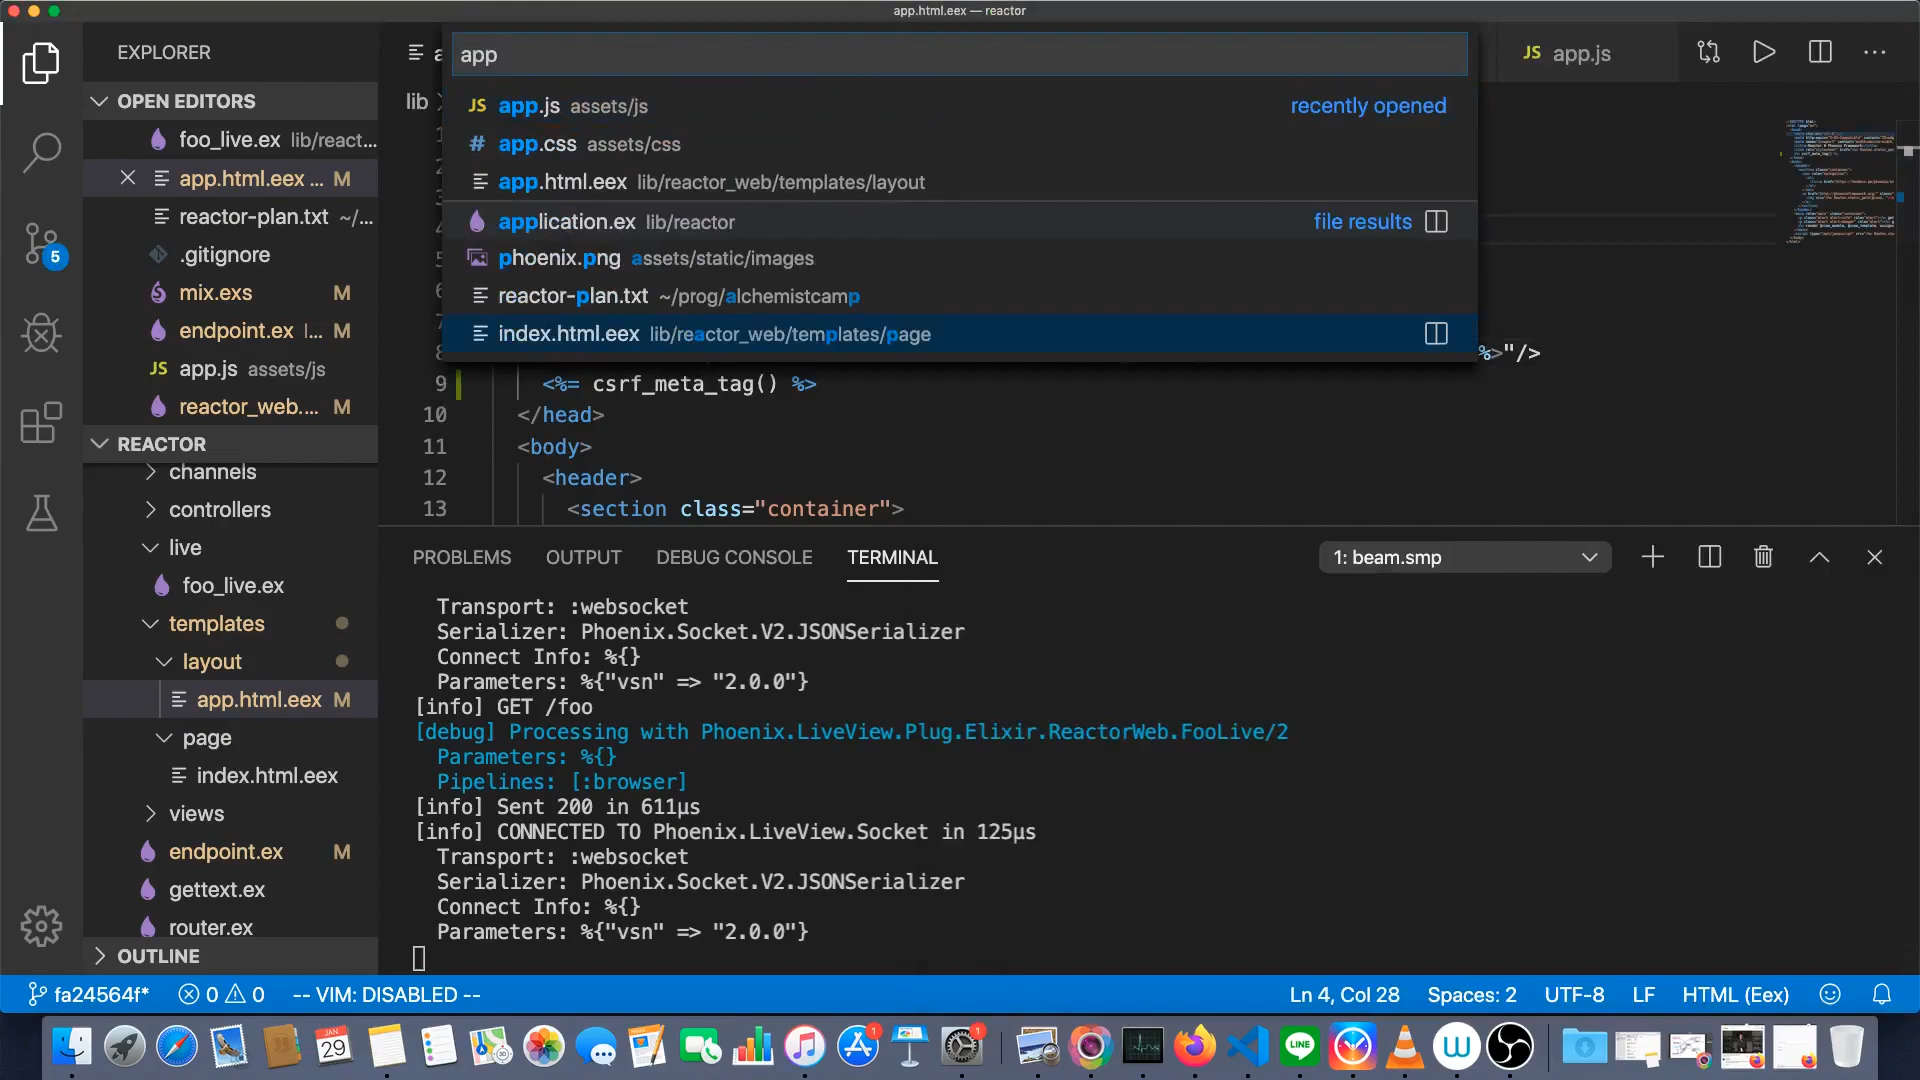 app.html.eex — reactor
EXPLORER
OPEN EDITORS
foo_live.ex lib/react...
app.html.eex ... M
reactor-plan.txt ~/...
.gitignore
mix.exs M
endpoint.ex l... M
JS app.js assets/js
reactor_web.... M
REACTOR
channels
controllers
live
foo_live.ex
templates
layout
app.html.eex M
page
index.html.eex
views
endpoint.ex M
gettext.ex
router.ex
OUTLINE
5
app
JS app.js assets/js recently opened
# app.css assets/css
app.html.eex lib/reactor_web/templates/layout
application.ex lib/reactor file results
phoenix.png assets/static/images
reactor-plan.txt ~/prog/alchemistcamp
index.html.eex lib/reactor_web/templates/page
JS app.js
lib
%>"/>
9 <%= csrf_meta_tag() %>
10 </head>
11 <body>
12 <header>
13 <section class="container">
PROBLEMS OUTPUT DEBUG CONSOLE TERMINAL 1: beam.smp
Transport: :websocket
Serializer: Phoenix.Socket.V2.JSONSerializer
Connect Info: %{}
Parameters: %{"vsn" => "2.0.0"}
[info] GET /foo
[debug] Processing with Phoenix.LiveView.Plug.Elixir.ReactorWeb.FooLive/2
Parameters: %{}
Pipelines: [:browser]
[info] Sent 200 in 611µs
[info] CONNECTED TO Phoenix.LiveView.Socket in 125µs
Transport: :websocket
Serializer: Phoenix.Socket.V2.JSONSerializer
Connect Info: %{}
Parameters: %{"vsn" => "2.0.0"}
fa24564f* 0 0 -- VIM: DISABLED -- Ln 4, Col 28 Spaces: 2 UTF-8 LF HTML (Eex)
JAN
29
1
1
LINE